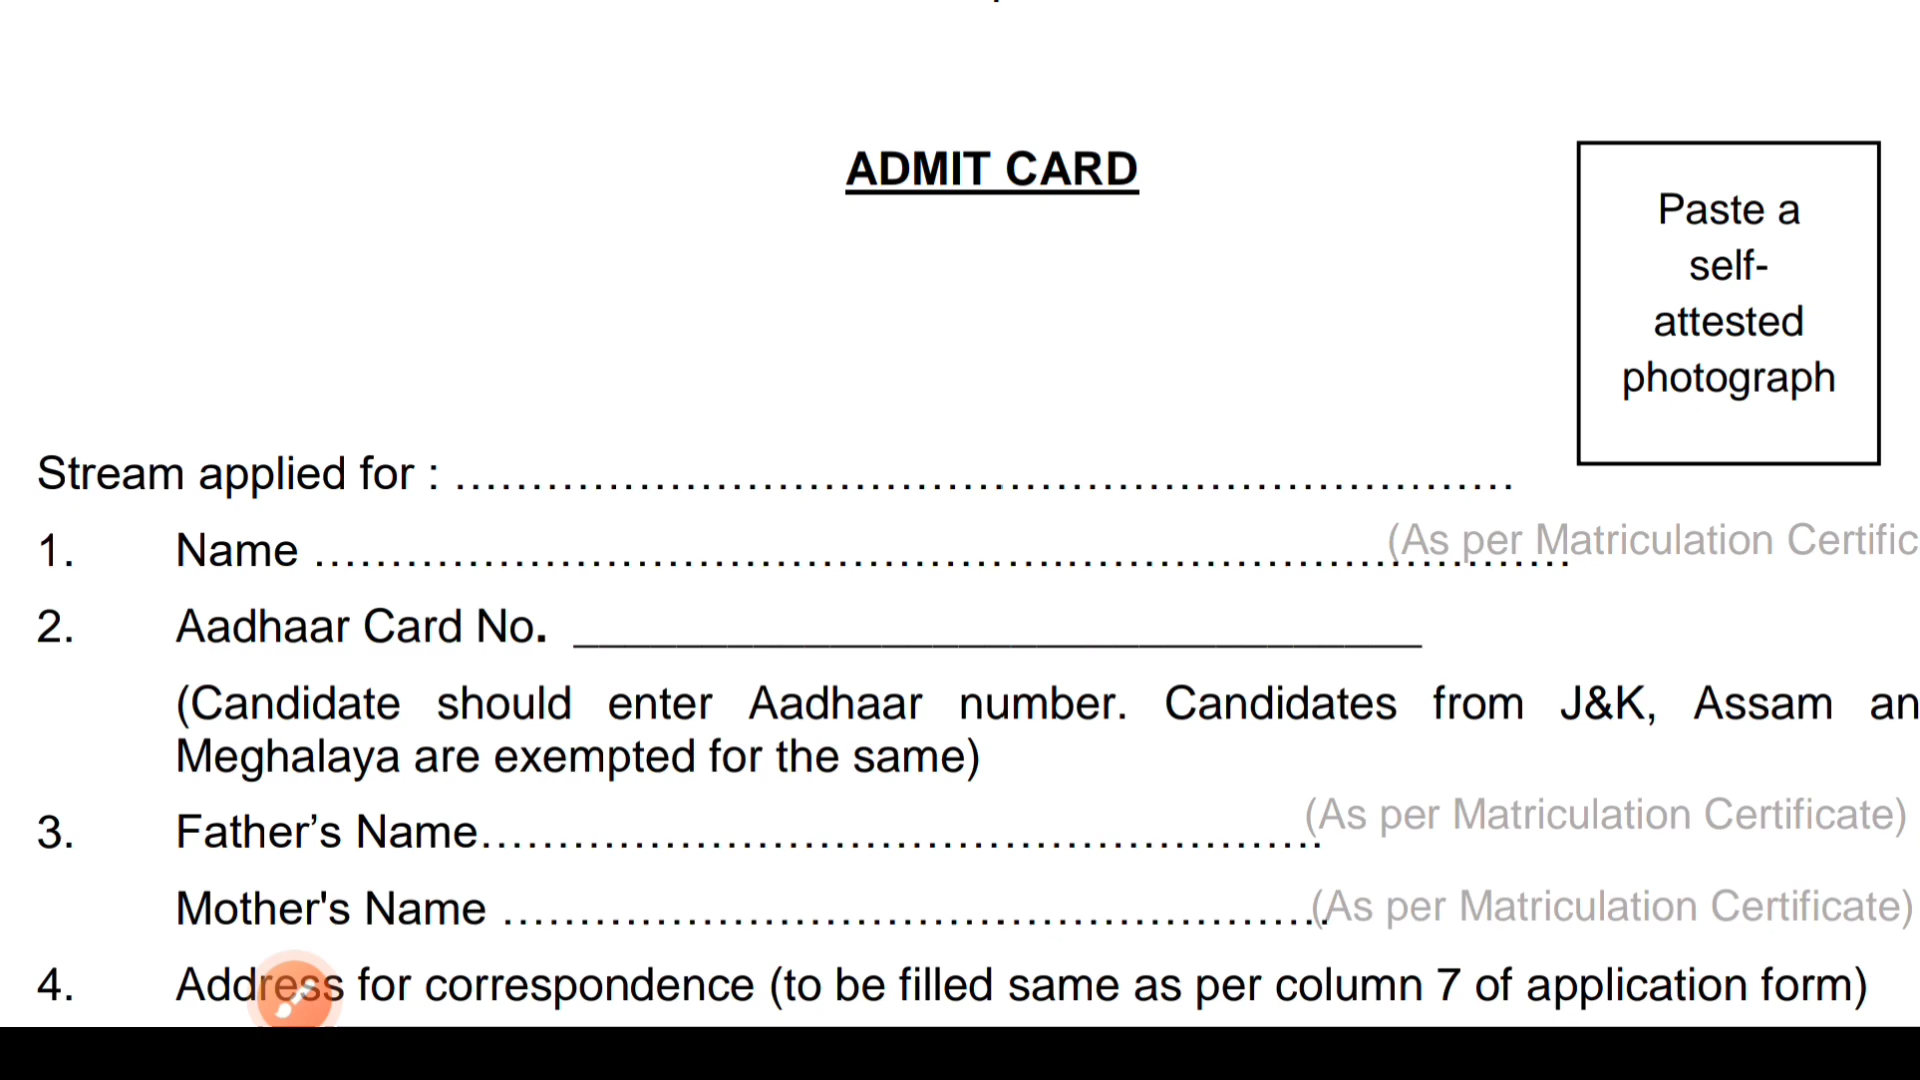 ADMIT CARD
Paste a
self-
attested
photograph
Stream applied for : ……………………………………………………………
1. Name ………………………………………….…………………………… (As per Matriculation Certific
2. Aadhaar Card No. _________________________________
(Candidate should enter Aadhaar number. Candidates from J&K, Assam an
Meghalaya are exempted for the same)
3. Father’s Name………………………………………………. (As per Matriculation Certificate)
Mother's Name ……………………………………………… (As per Matriculation Certificate)
4. Address for correspondence (to be filled same as per column 7 of application form)